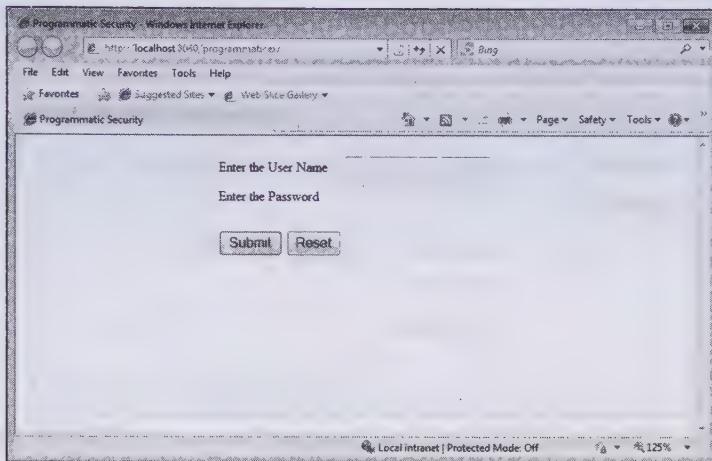 Programmatic Security - Windows Internet Explorer
localhost Bing
File Edit View Favorites Tools Help
Favorites Suggested Sites Web Slice Gallery
Programmatic Security Page Safety Tools
Enter the User Name
Enter the Password
Submit Reset
Local intranet | Protected Mode: Off 125%